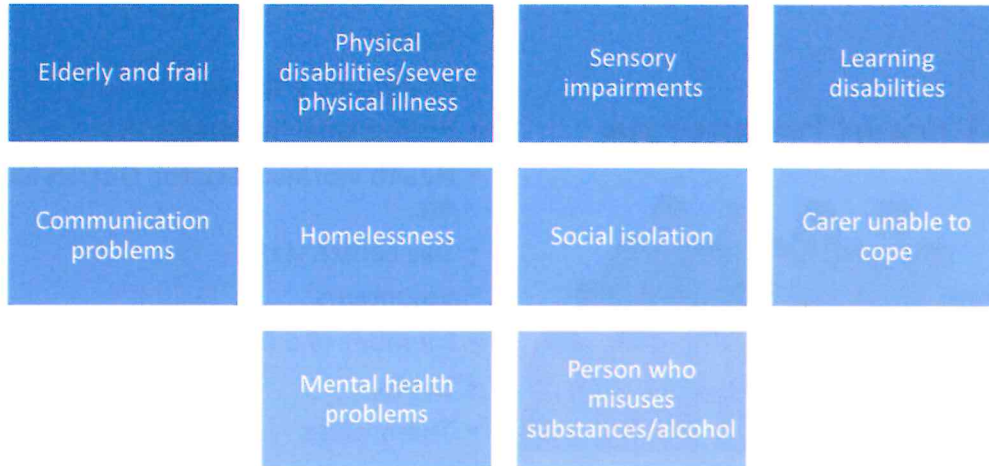 Elderly and frail
Physical
disabilities/severe
physical illness
Sensory
impairments
Learning
disabilities
Communication
problems
Homelessness
Social isolation
Carer unable to
cope
Mental health
problems
Person who
misuses
substances/alcohol